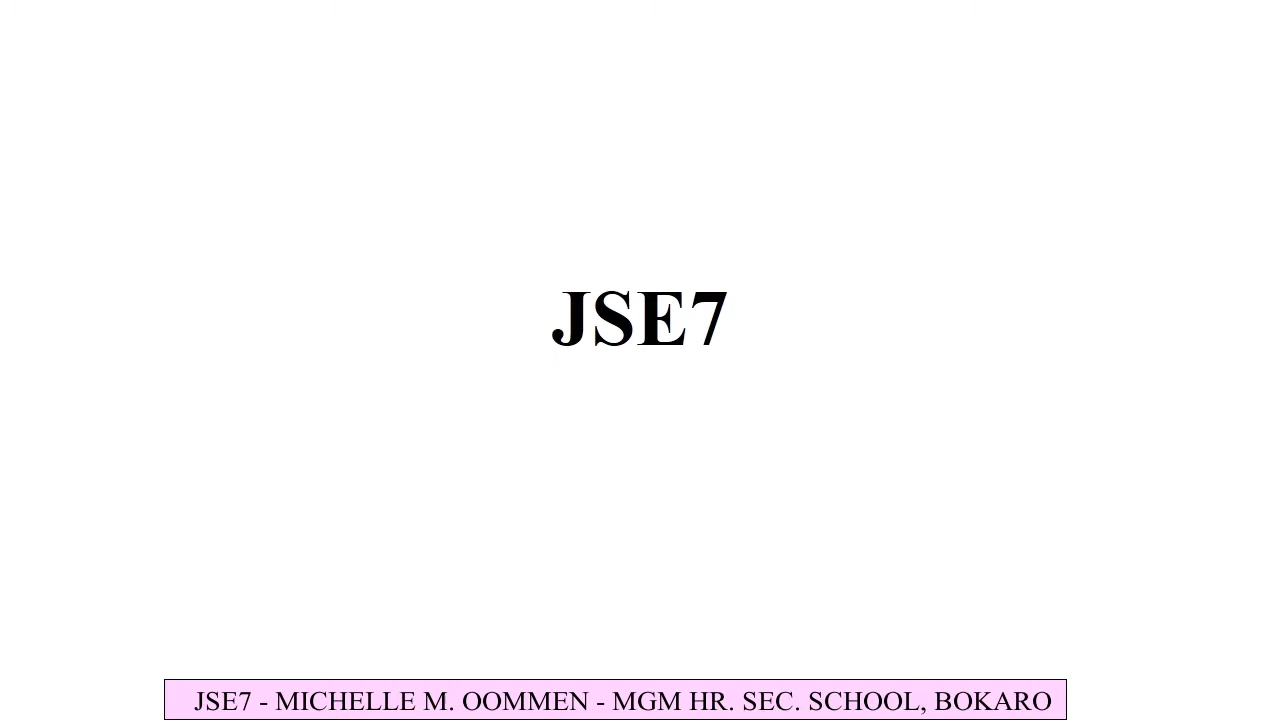 JSE7
JSE7 - MICHELLE M. OOMMEN - MGM HR. SEC. SCHOOL, BOKARO